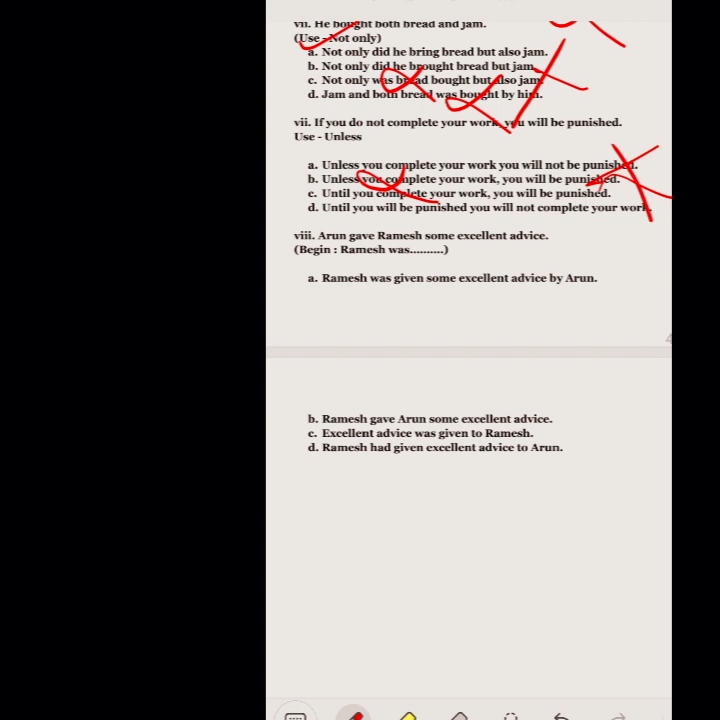 vii. He bought both bread and jam.
(Use - Not only)
a. Not only did he bring bread but also jam.
b. Not only did he brought bread but jam.
c. Not only was bread bought but also jam.
d. Jam and both bread was bought by him.
vii. If you do not complete your work, you will be punished.
Use - Unless
a. Unless you complete your work you will not be punished.
b. Unless you complete your work, you will be punished.
c. Until you complete your work, you will be punished.
d. Until you will be punished you will not complete your work.
viii. Arun gave Ramesh some excellent advice.
(Begin : Ramesh was..........)
a. Ramesh was given some excellent advice by Arun.
b. Ramesh gave Arun some excellent advice.
c. Excellent advice was given to Ramesh.
d. Ramesh had given excellent advice to Arun.